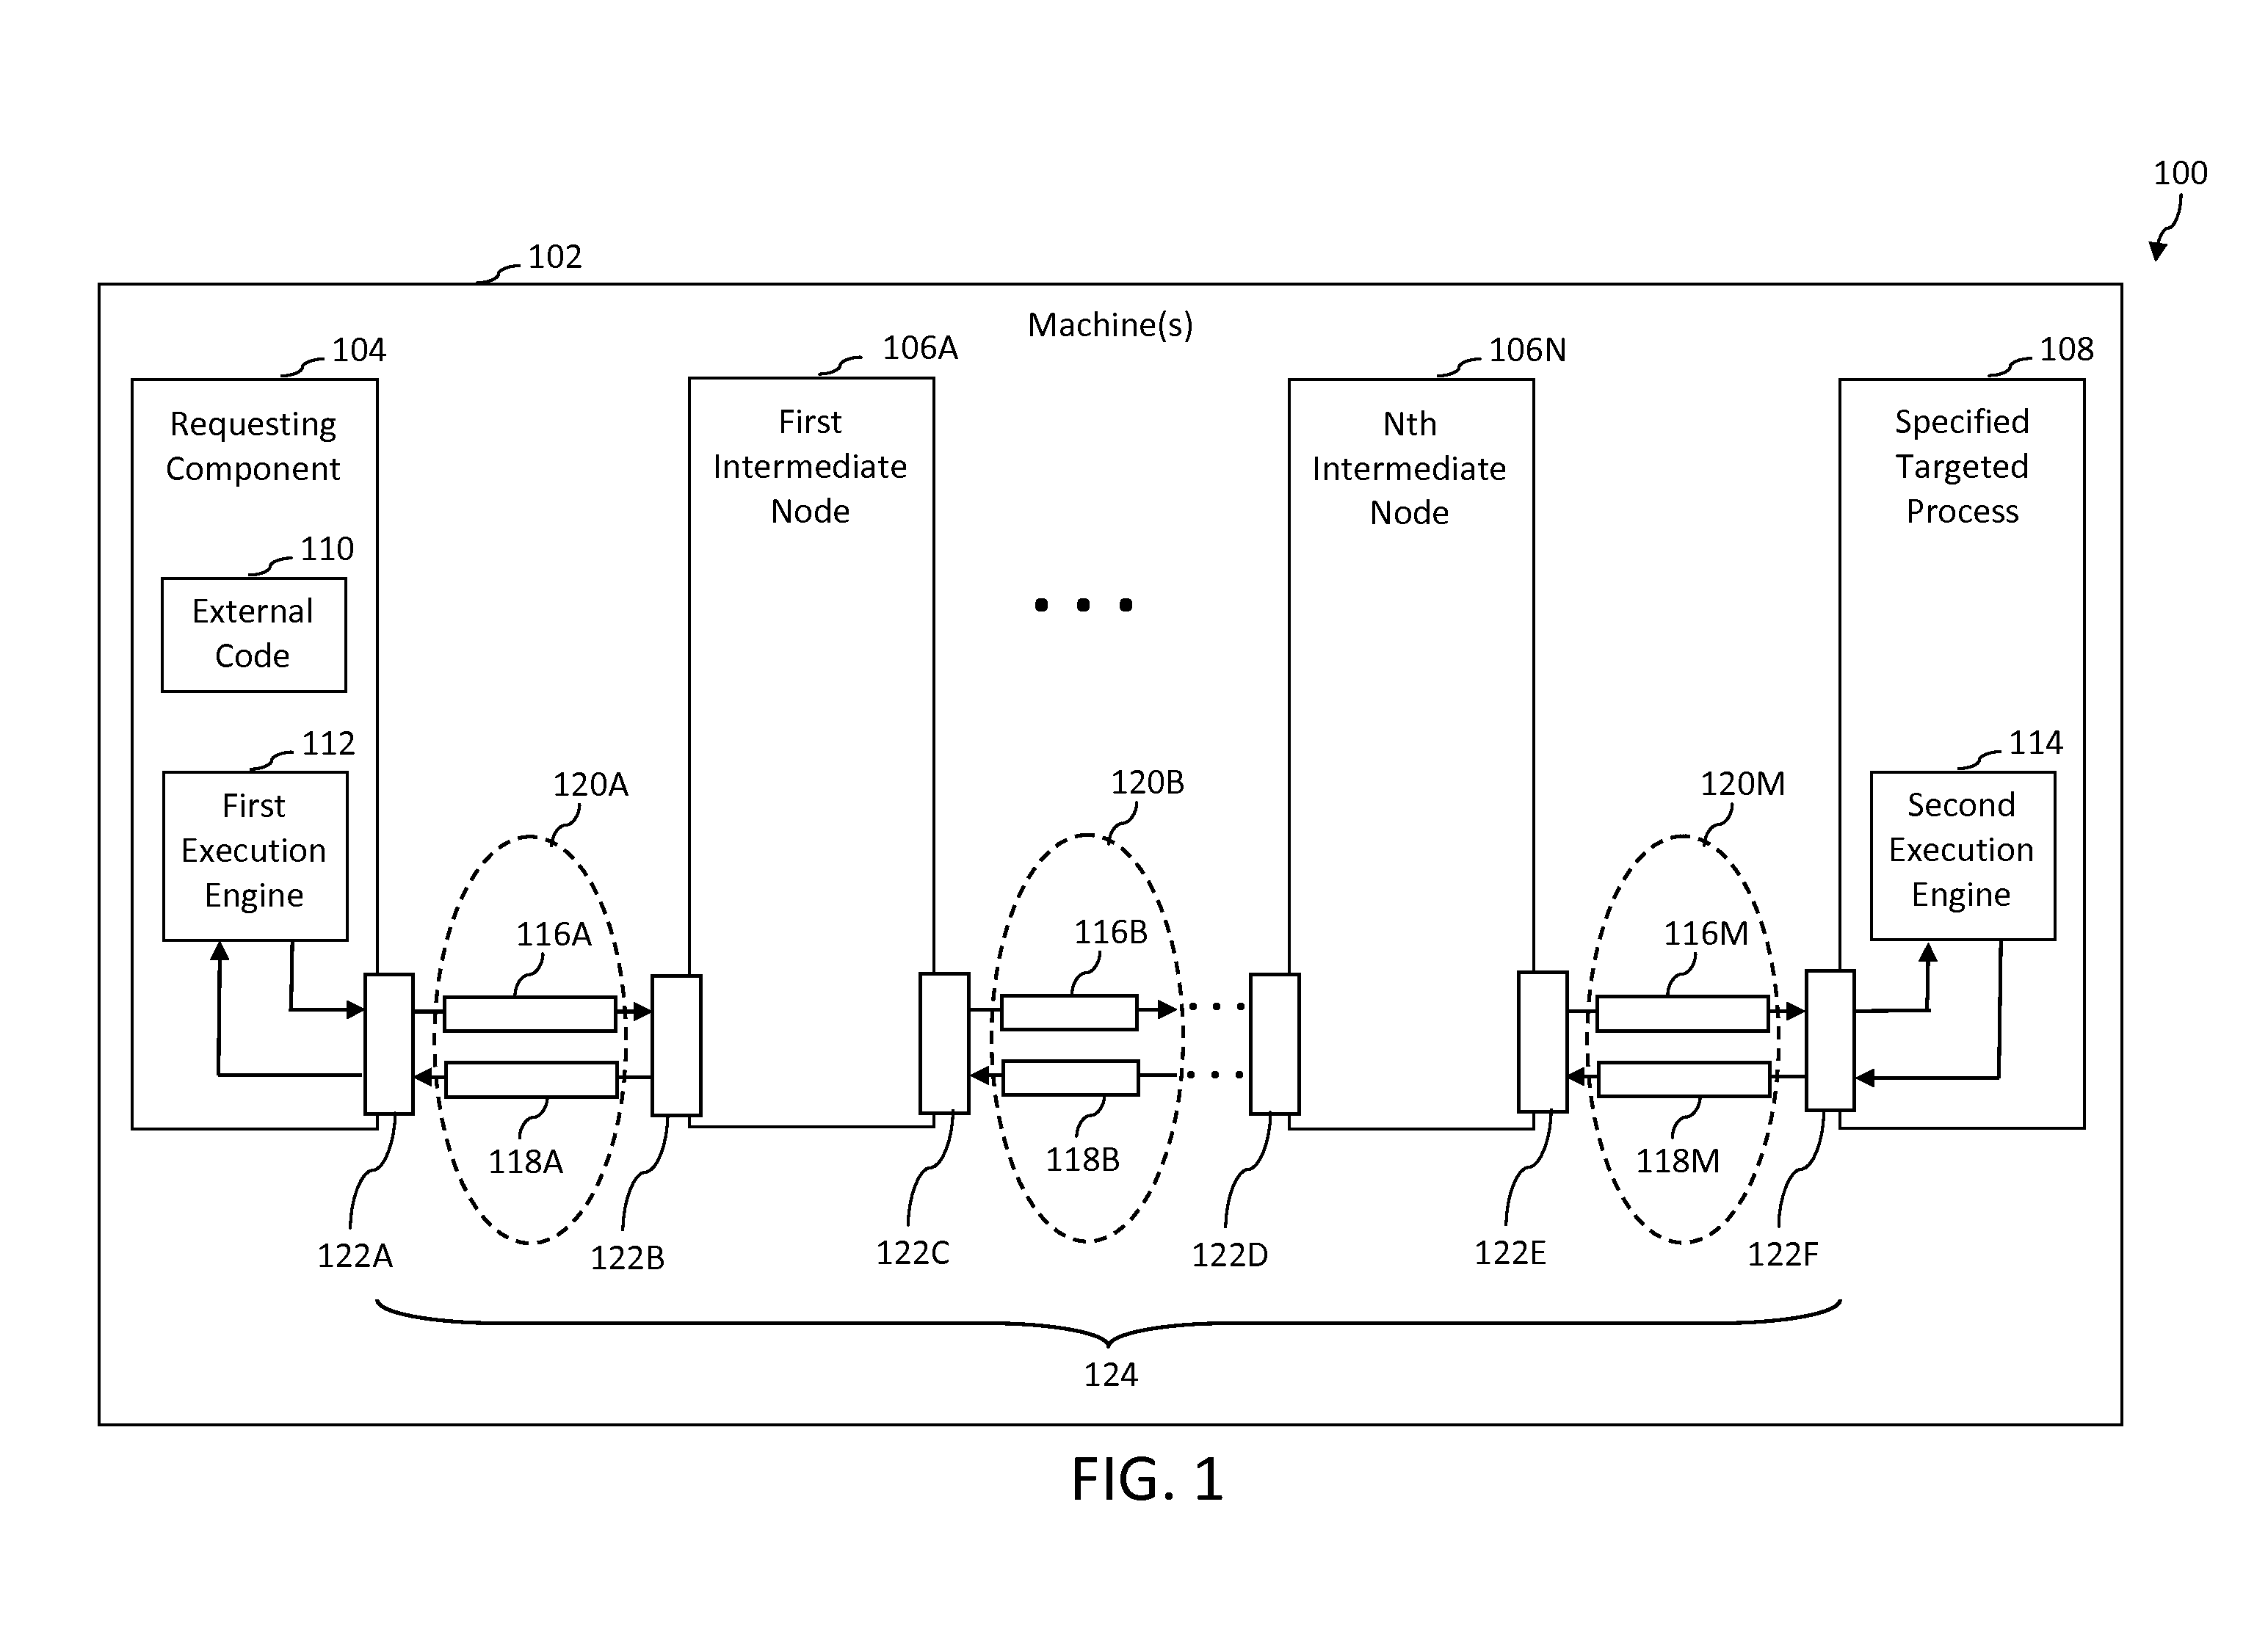 100
102
Machine(s)
104
106A
106N
108
Requesting
Component
First
Intermediate
Node
Nth
Intermediate
Node
Specified
Targeted
Process
110
External
Code
112
First
Execution
Engine
114
Second
Execution
Engine
120A
120B
120M
116A
116B
116M
118A
118B
118M
122A
122B
122C
122D
122E
122F
124
FIG. 1